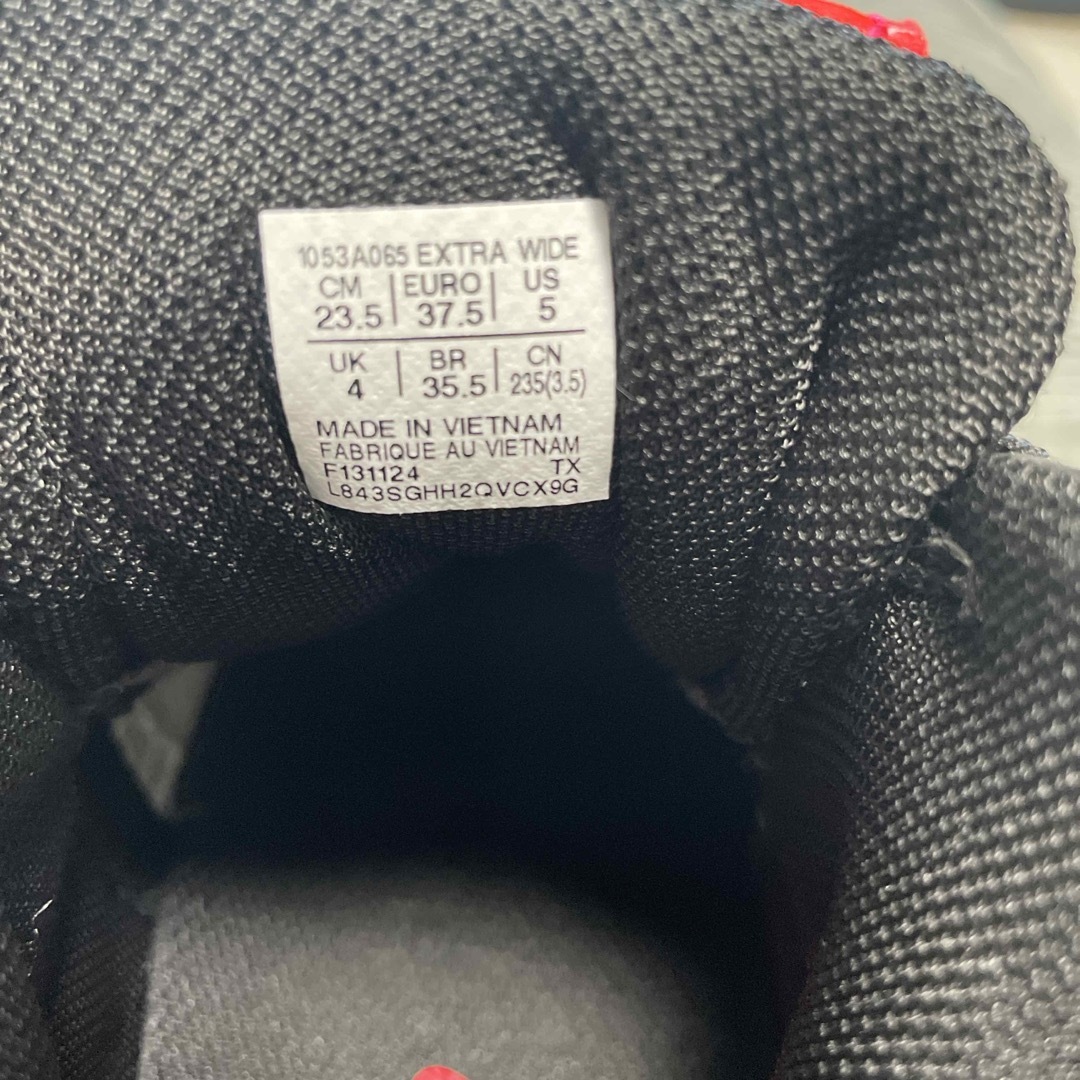 1053A065 EXTRA WIDE
CM EURO US
23.5 37.5 5
UK BR CN
4 35.5 235(3.5)
MADE IN VIETNAM
FABRIQUE AU VIETNAM
F131124 TX
L843SGHH2QVCX9G